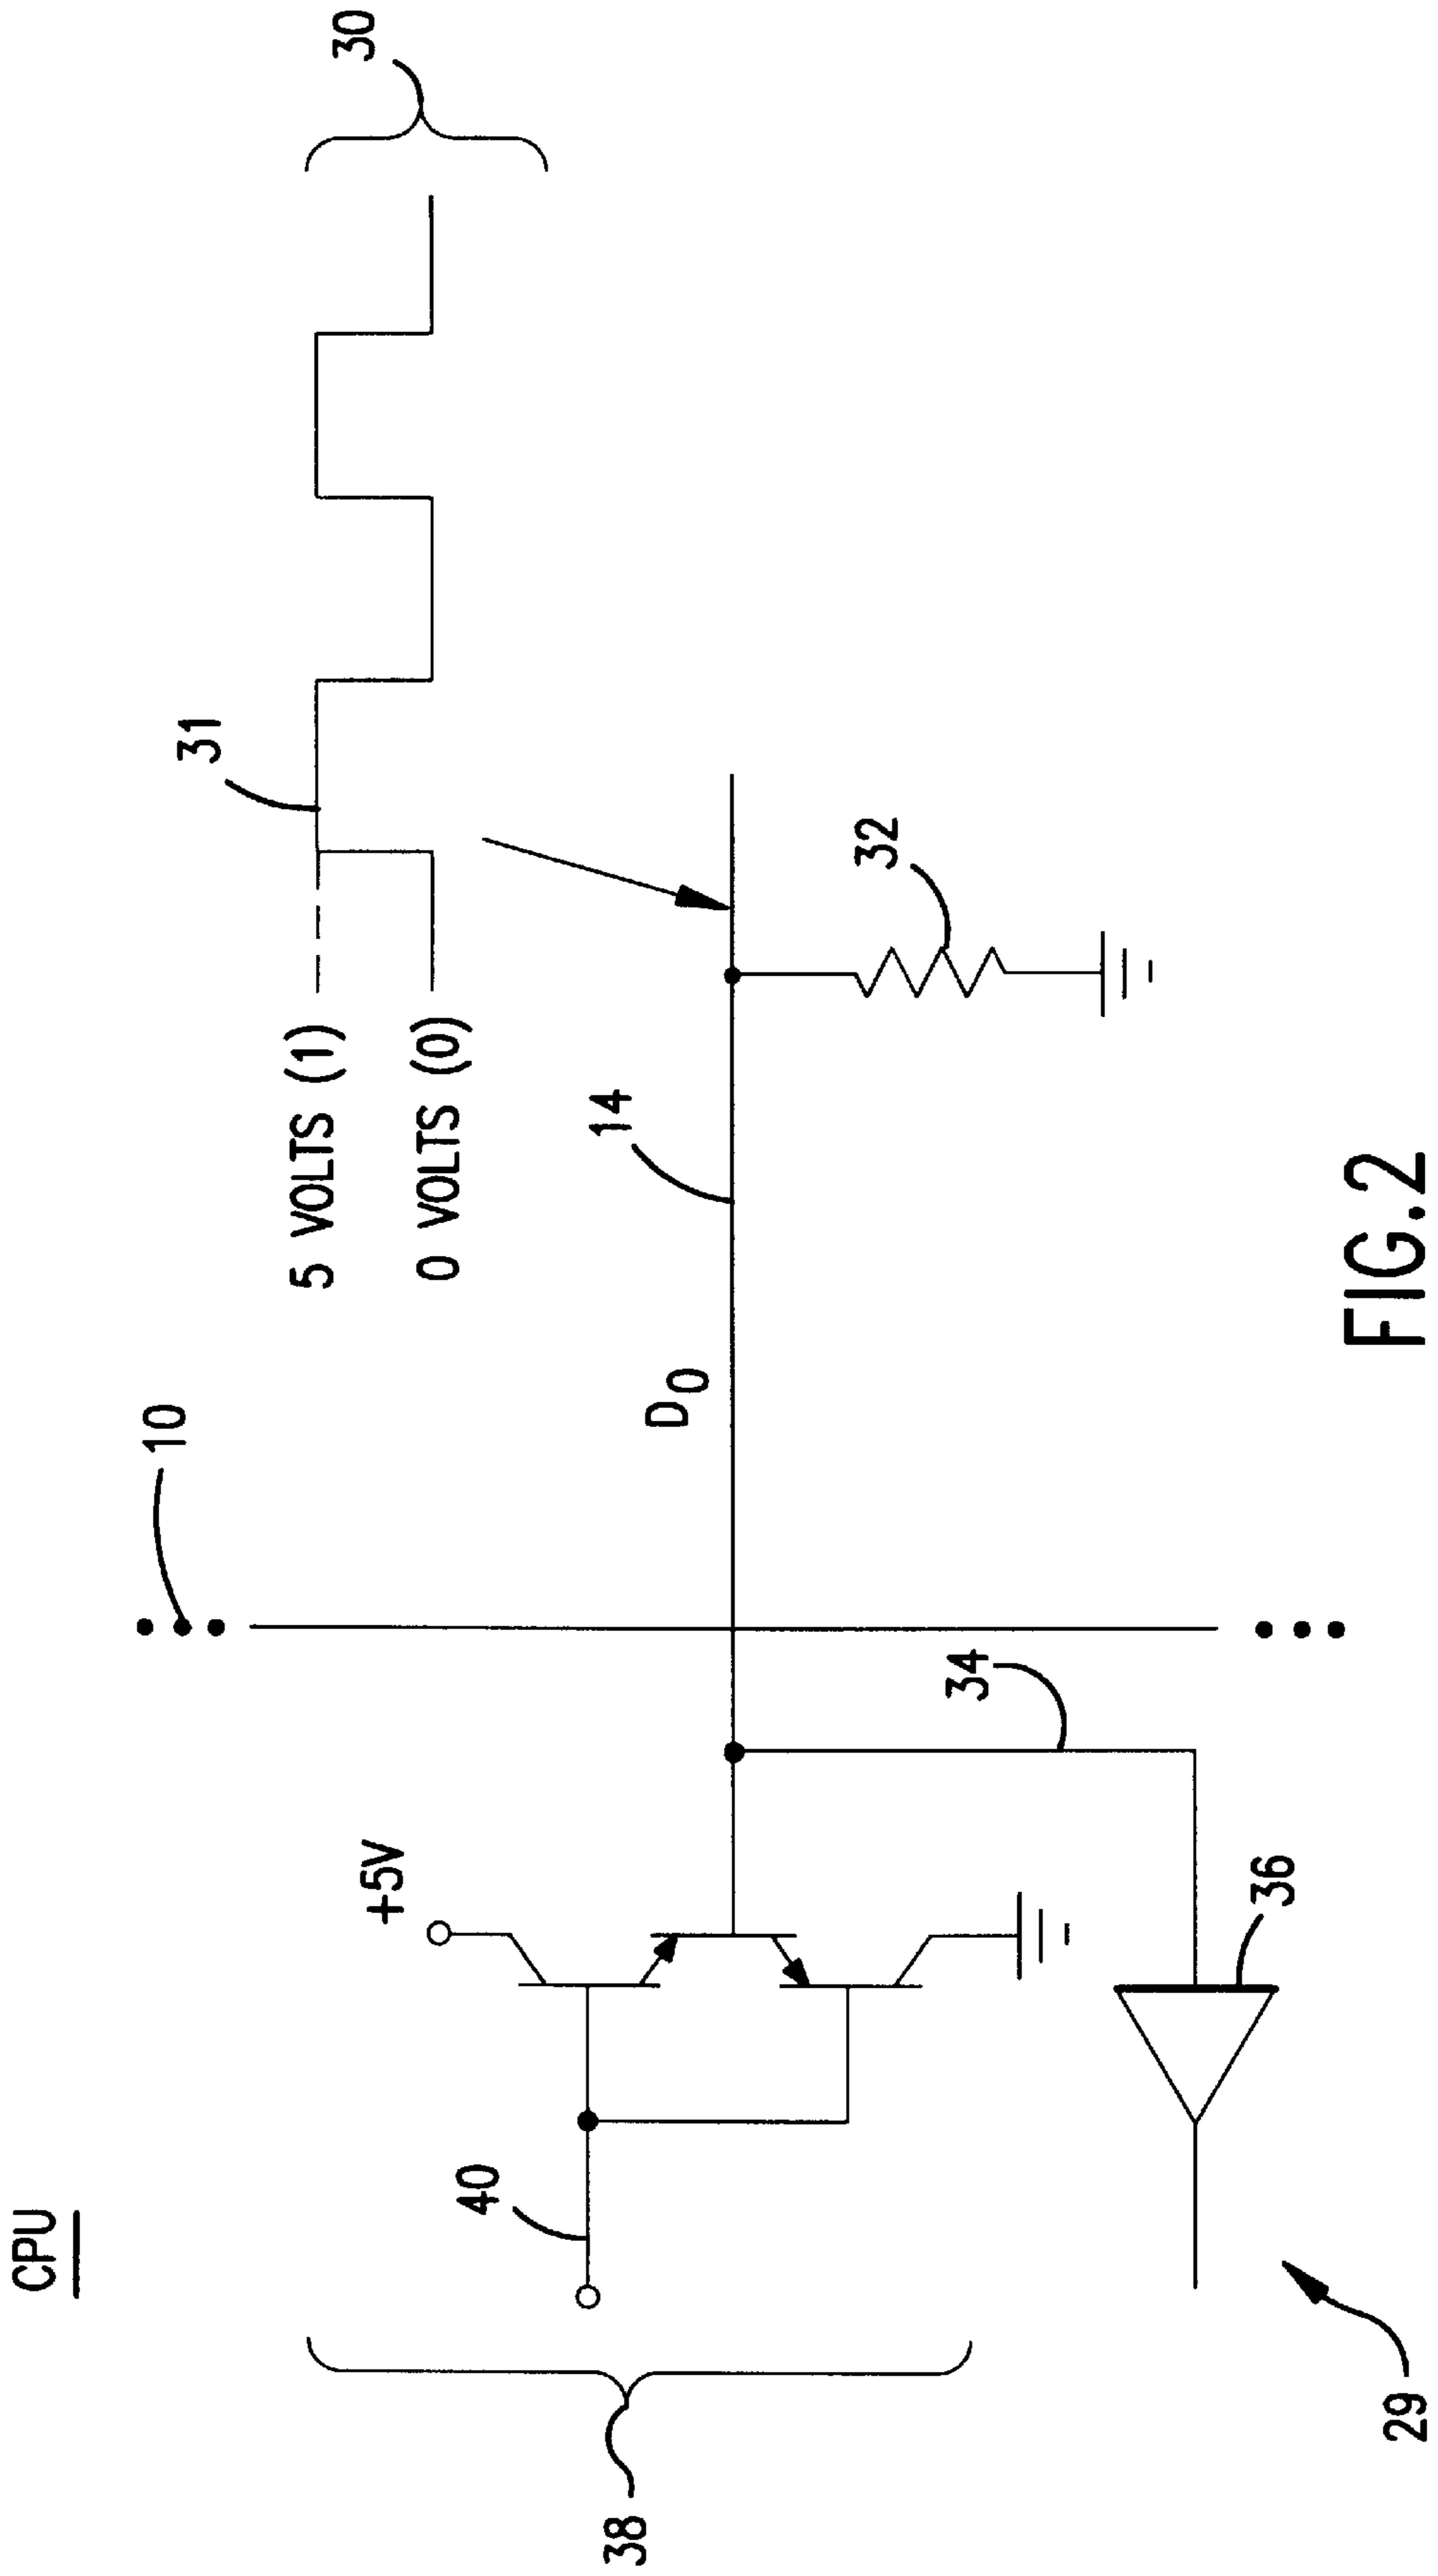 CPU
10
30
31
5 VOLTS (1)
0 VOLTS (0)
+5V
40
D0
14
32
38
34
36
29
FIG.2